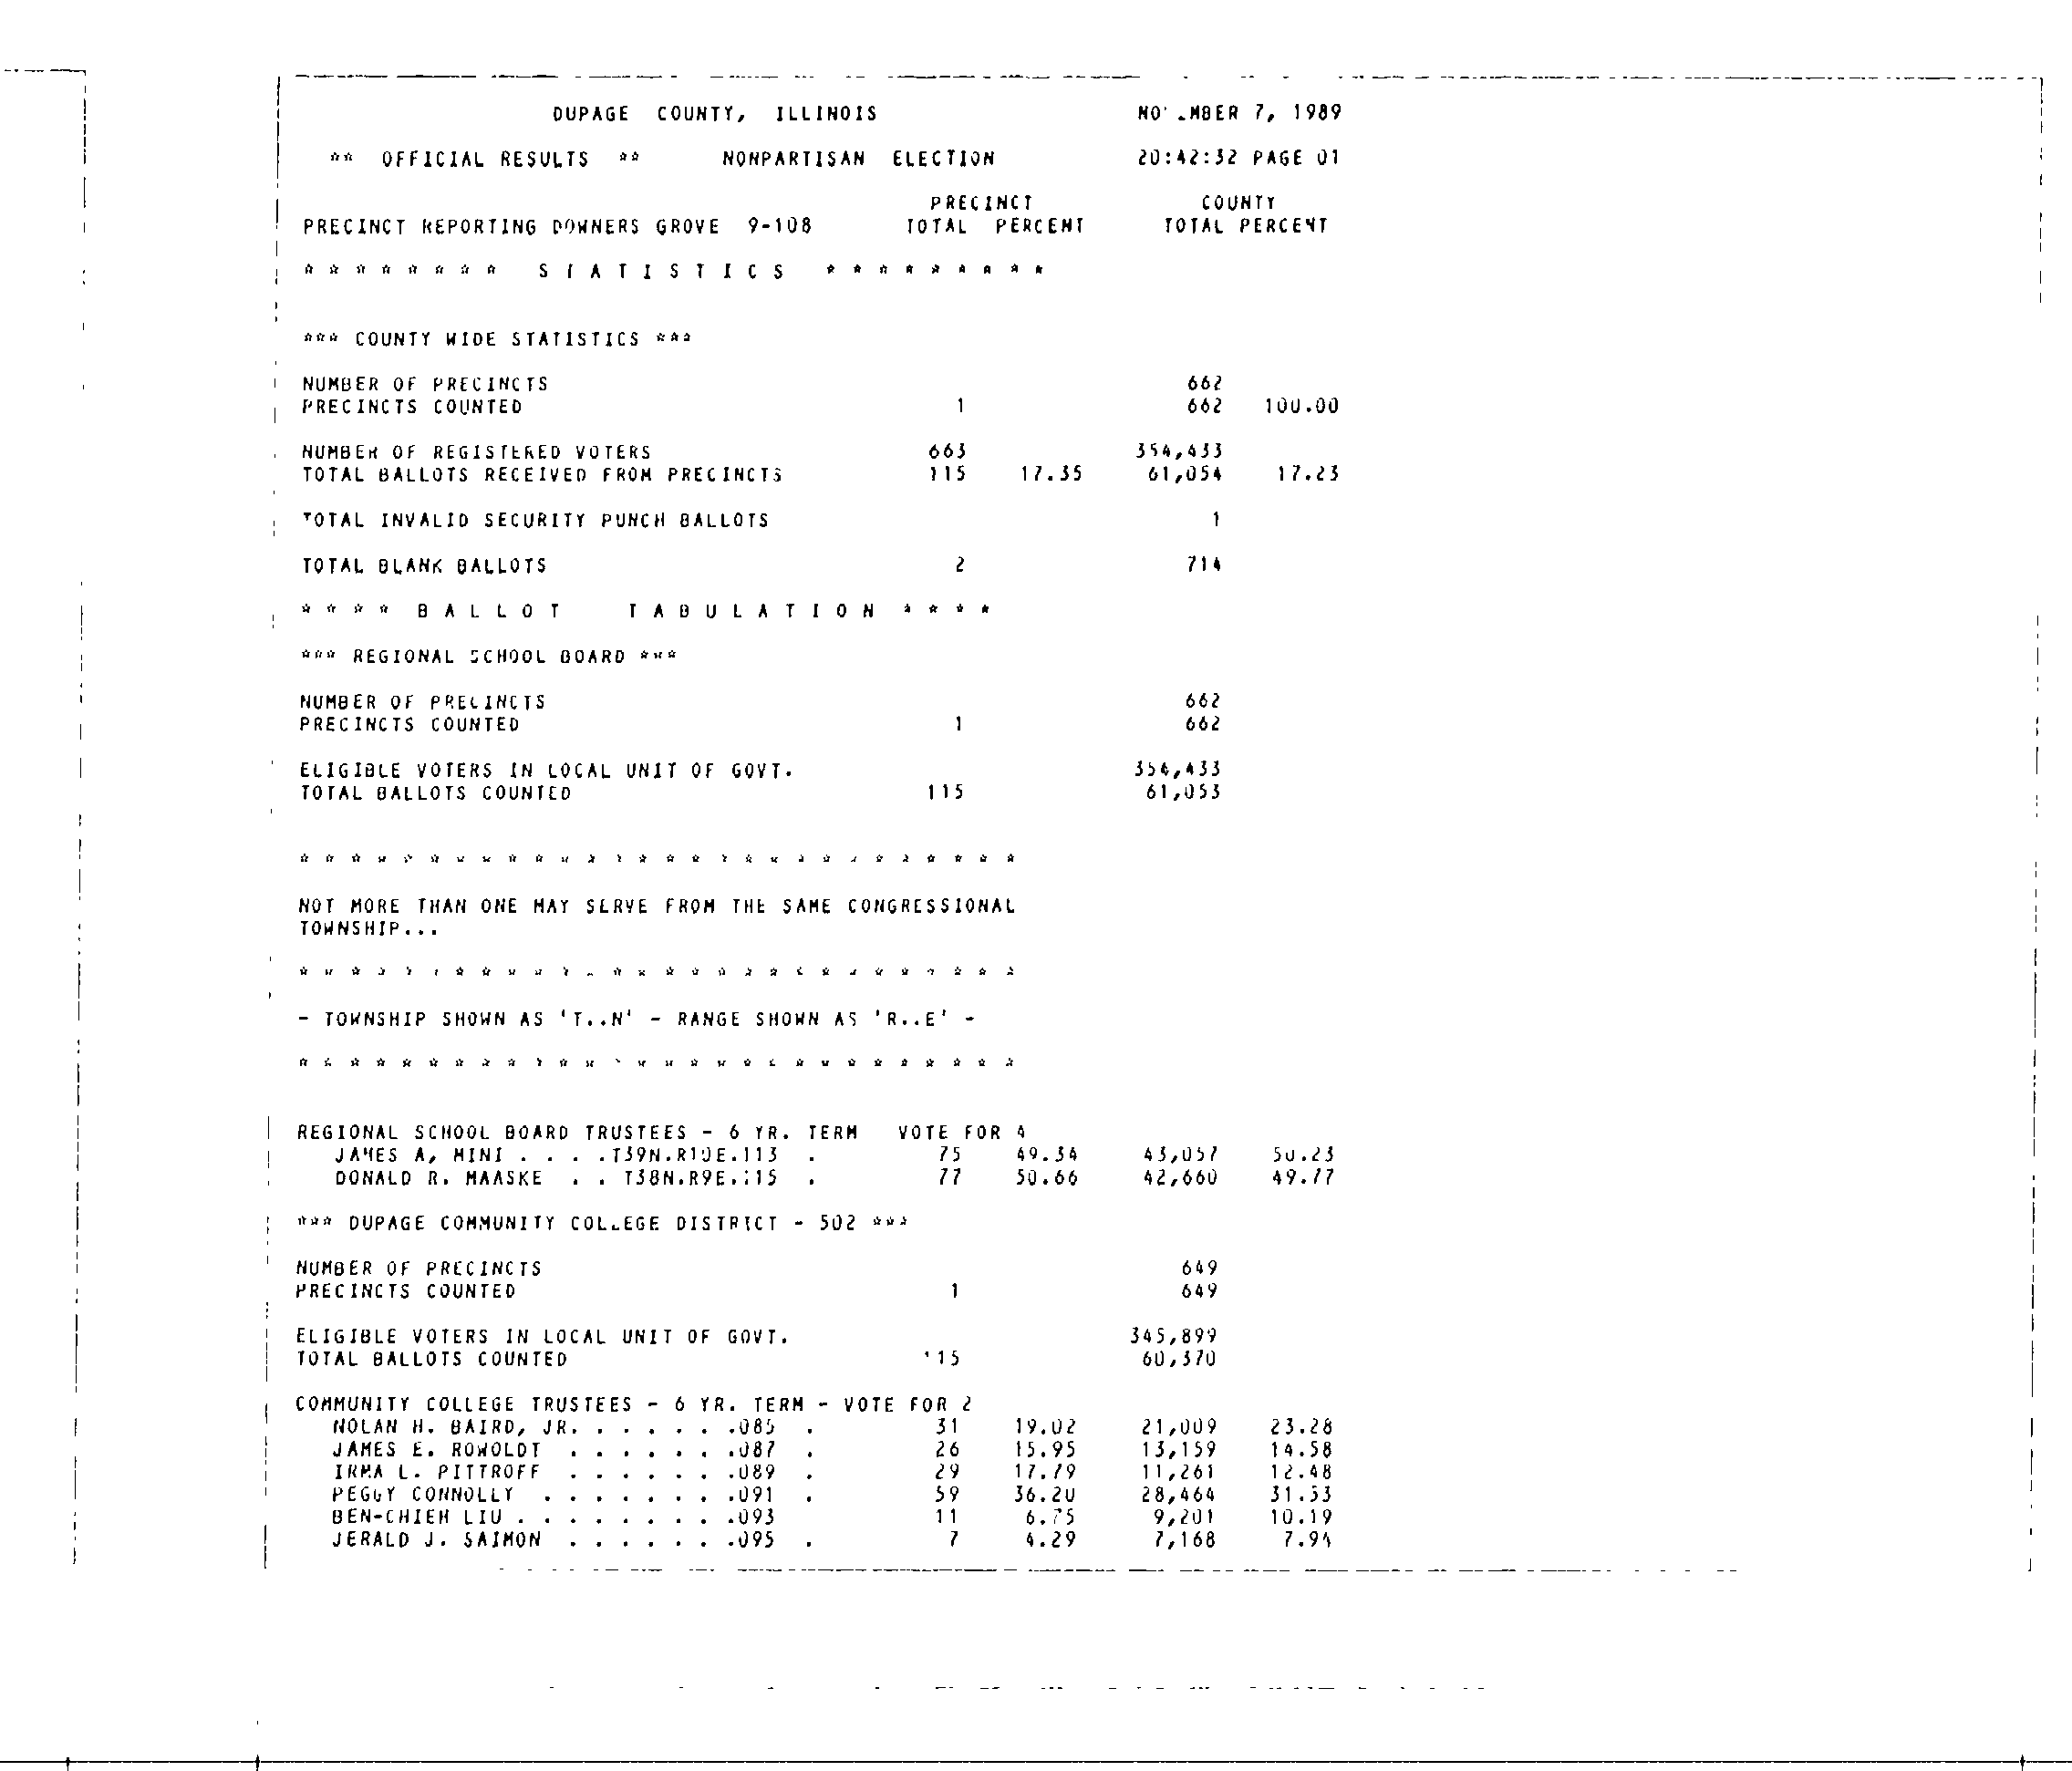 DUPAGE COUNTY, ILLINOIS NO'.MBER 7, 1989
** OFFICIAL RESULTS ** NONPARTISAN ELECTION 20:42:32 PAGE 01
PRECINCT COUNTY
PRECINCT REPORTING DOWNERS GROVE 9-108 TOTAL PERCENT TOTAL PERCENT
* * * * * * * * S T A T I S T I C S * * * * * * * * *
*** COUNTY WIDE STATISTICS ***
NUMBER OF PRECINCTS 662
PRECINCTS COUNTED 1 662 100.00
NUMBER OF REGISTERED VOTERS 663 354,433
TOTAL BALLOTS RECEIVED FROM PRECINCTS 115 17.35 61,054 17.23
TOTAL INVALID SECURITY PUNCH BALLOTS 1
TOTAL BLANK BALLOTS 2 714
* * * * B A L L O T T A B U L A T I O N * * * *
*** REGIONAL SCHOOL BOARD ***
NUMBER OF PRECINCTS 662
PRECINCTS COUNTED 1 662
ELIGIBLE VOTERS IN LOCAL UNIT OF GOVT. 354,433
TOTAL BALLOTS COUNTED 115 61,053
* * * * * * * * * * * * * * * * * * * * * * * * * * * *
NOT MORE THAN ONE MAY SERVE FROM THE SAME CONGRESSIONAL
TOWNSHIP...
* * * * * * * * * * * * * * * * * * * * * * * * * * * *
- TOWNSHIP SHOWN AS 'T..N' - RANGE SHOWN AS 'R..E' -
* * * * * * * * * * * * * * * * * * * * * * * * * * * *
REGIONAL SCHOOL BOARD TRUSTEES - 6 YR. TERM VOTE FOR 4
JAMES A, MINI . . . .T39N.R10E.113 . 75 49.34 43,057 50.23
DONALD R. MAASKE . . T38N.R9E.115 . 77 50.66 42,660 49.77
*** DUPAGE COMMUNITY COLLEGE DISTRICT - 502 ***
NUMBER OF PRECINCTS 649
PRECINCTS COUNTED 1 649
ELIGIBLE VOTERS IN LOCAL UNIT OF GOVT. 345,899
TOTAL BALLOTS COUNTED 115 60,370
COMMUNITY COLLEGE TRUSTEES - 6 YR. TERM - VOTE FOR 2
NOLAN H. BAIRD, JR. . . . . . .085 . 31 19.02 21,009 23.28
JAMES E. ROWOLDT . . . . . . .087 . 26 15.95 13,159 14.58
IRMA L. PITTROFF . . . . . . .089 . 29 17.79 11,261 12.48
PEGGY CONNOLLY . . . . . . . .091 . 59 36.20 28,464 31.53
BEN-CHIEH LIU . . . . . . . . .093 11 6.75 9,201 10.19
JERALD J. SAIMON . . . . . . .095 . 7 4.29 7,168 7.94